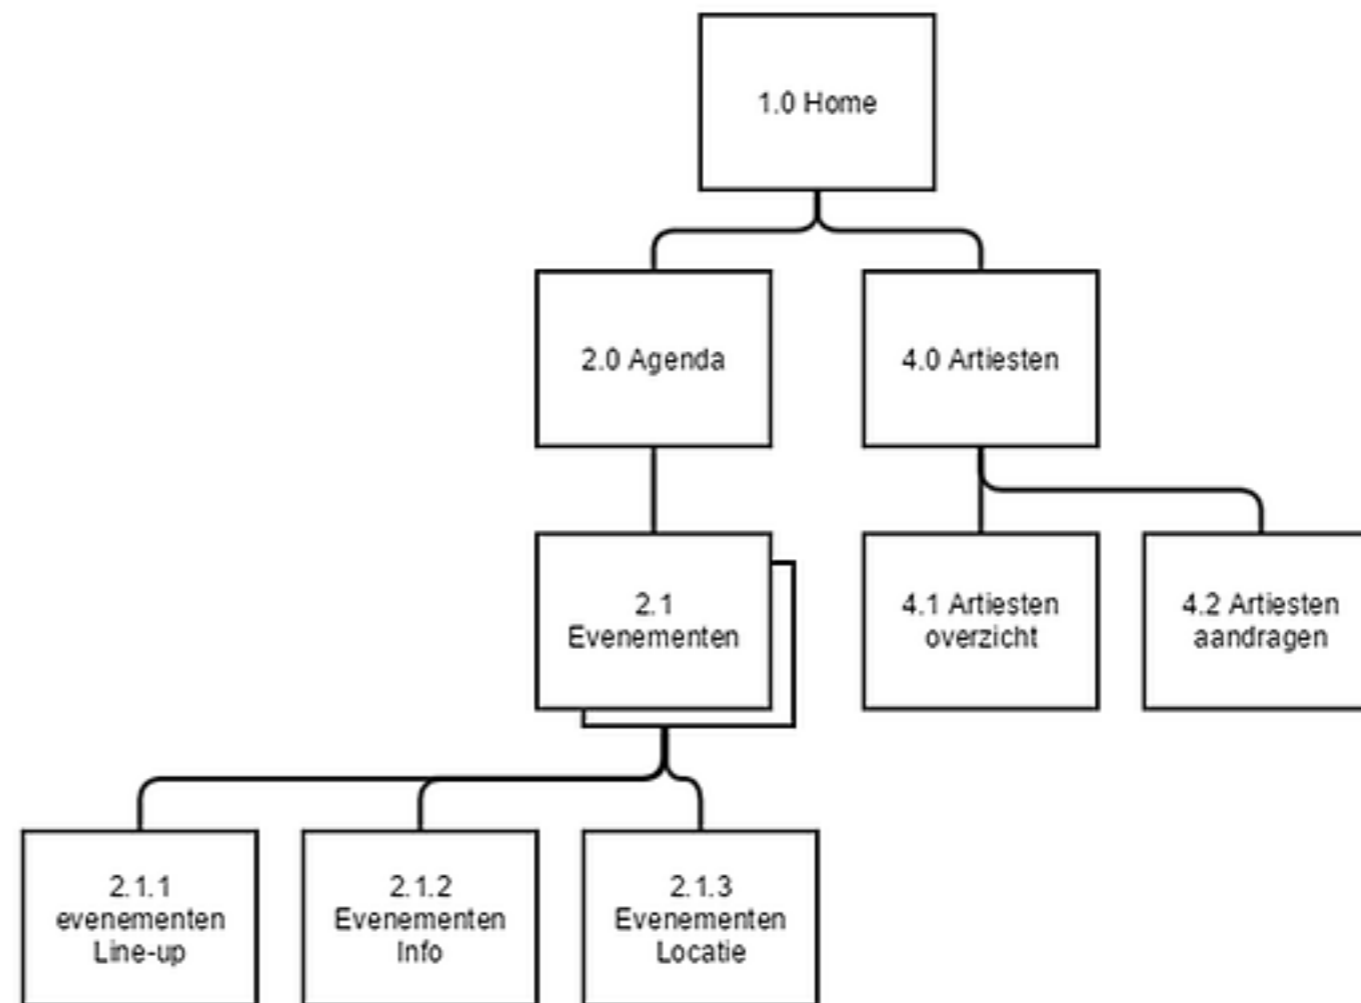 1.0 Home
2.0 Agenda
4.0 Artiesten
2.1
Evenementen
4.1 Artiesten
overzicht
4.2 Artiesten
aandragen
2.1.1
evenementen
Line-up
2.1.2
Evenementen
Info
2.1.3
Evenementen
Locatie